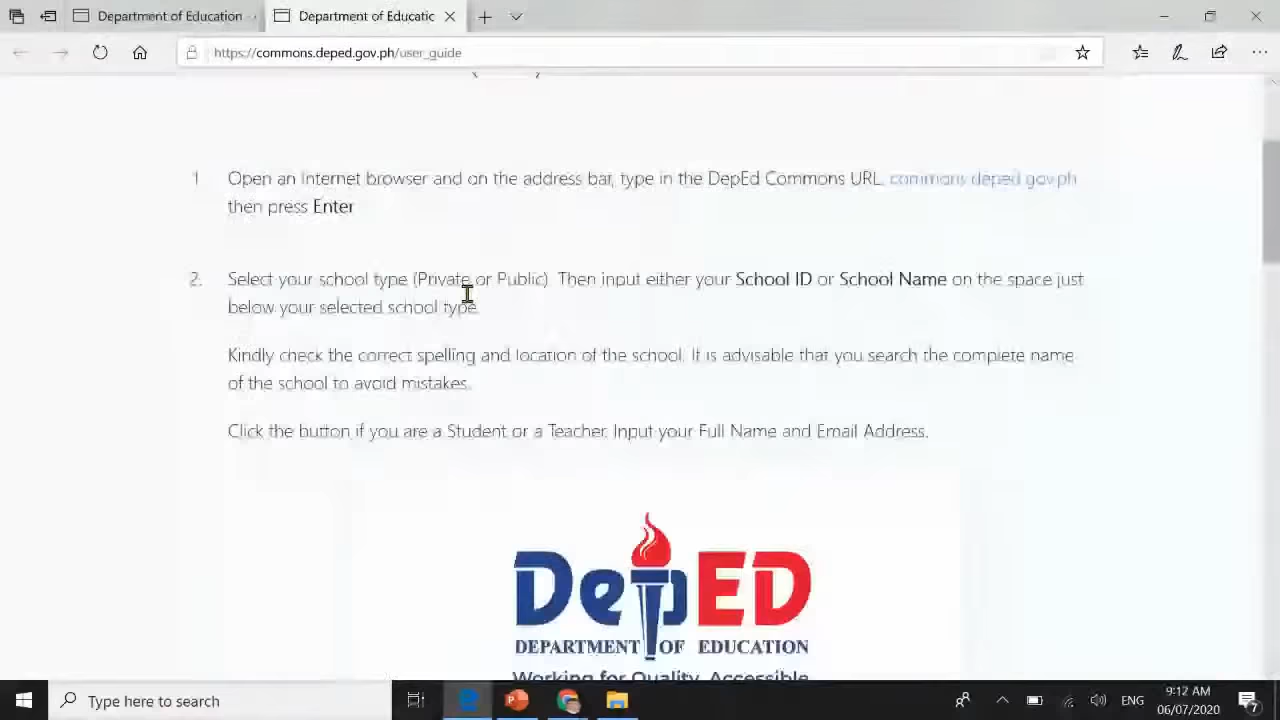 Department of Education
Department of Educatic
https://commons.deped.gov.ph/user_guide
1. Open an Internet browser and on the address bar, type in the DepEd Commons URL, commons.deped.gov.ph
then press Enter
2. Select your school type (Private or Public). Then input either your School ID or School Name on the space just
below your selected school type.
Kindly check the correct spelling and location of the school. It is advisable that you search the complete name
of the school to avoid mistakes.
Click the button if you are a Student or a Teacher. Input your Full Name and Email Address.
DepED
DEPARTMENT OF EDUCATION
Working for Quality, Accessible
Type here to search
ENG
9:12 AM
06/07/2020
7